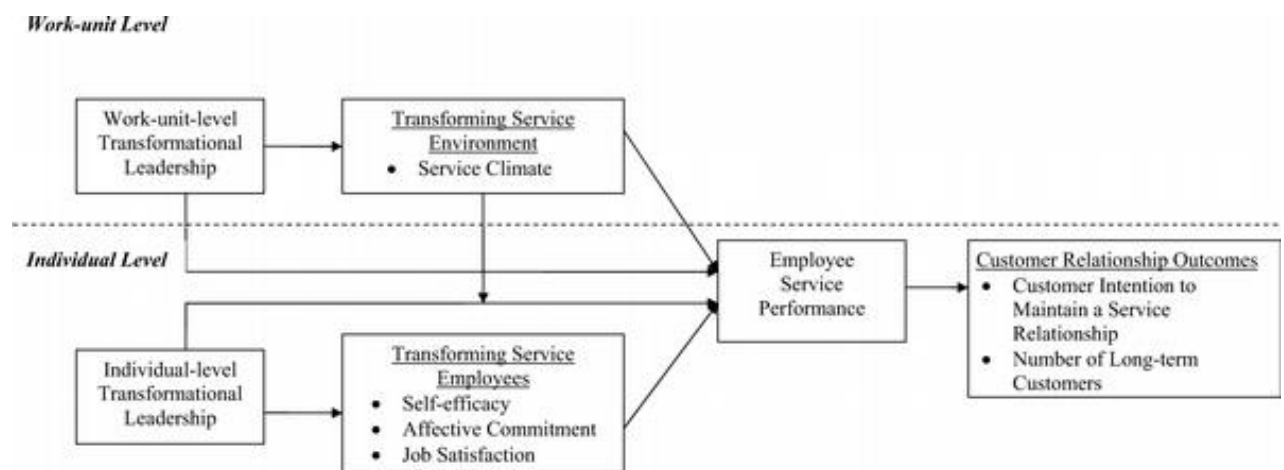 Work-unit Level
Work-unit-level
Transformational
Leadership
Transforming Service
Environment
• Service Climate
Individual Level
Employee
Service
Performance
Customer Relationship Outcomes
• Customer Intention to
Maintain a Service
Relationship
• Number of Long-term
Customers
Individual-level
Transformational
Leadership
Transforming Service
Employees
• Self-efficacy
• Affective Commitment
• Job Satisfaction